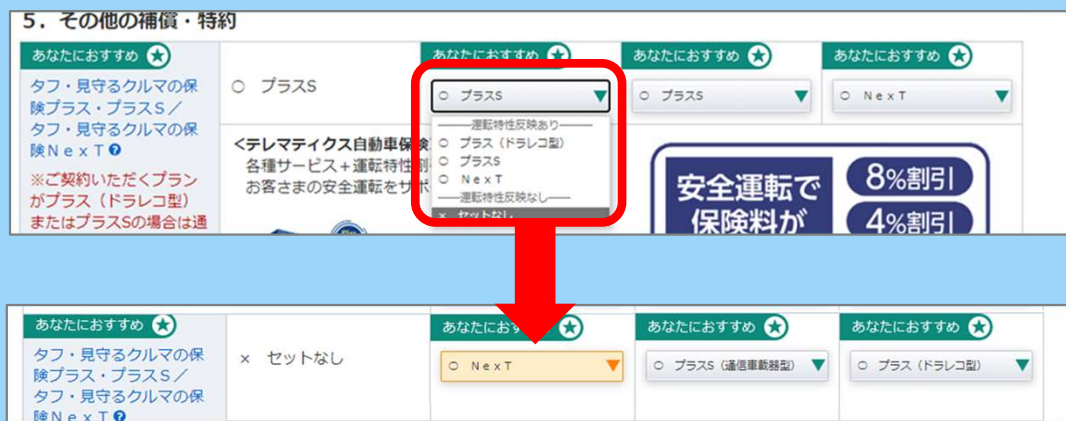 5．その他の補償・特約
あなたにおすすめ
タフ・見守るクルマの保
険プラス・プラスＳ／
タフ・見守るクルマの保
険ＮｅｘＴ
※ご契約いただくプラン
がプラス（ドラレコ型）
またはプラスSの場合は通
○ プラスS
あなたにおすすめ
○ プラスS
――運転特性反映あり――
○ プラス（ドラレコ型）
○ プラスS
○ ＮｅｘＴ
――運転特性反映なし――
× セットなし
あなたにおすすめ
○ プラスS
あなたにおすすめ
○ ＮｅｘＴ
<テレマティクス自動車保険
各種サービス＋運転特性割
お客さまの安全運転をサポ
安全運転で
保険料が
8%割引
4%割引
あなたにおすすめ
タフ・見守るクルマの保
険プラス・プラスＳ／
タフ・見守るクルマの保
険ＮｅｘＴ
× セットなし
あなたにおす
○ ＮｅｘＴ
あなたにおすすめ
○ プラスS（通信車載器型）
あなたにおすすめ
○ プラス（ドラレコ型）